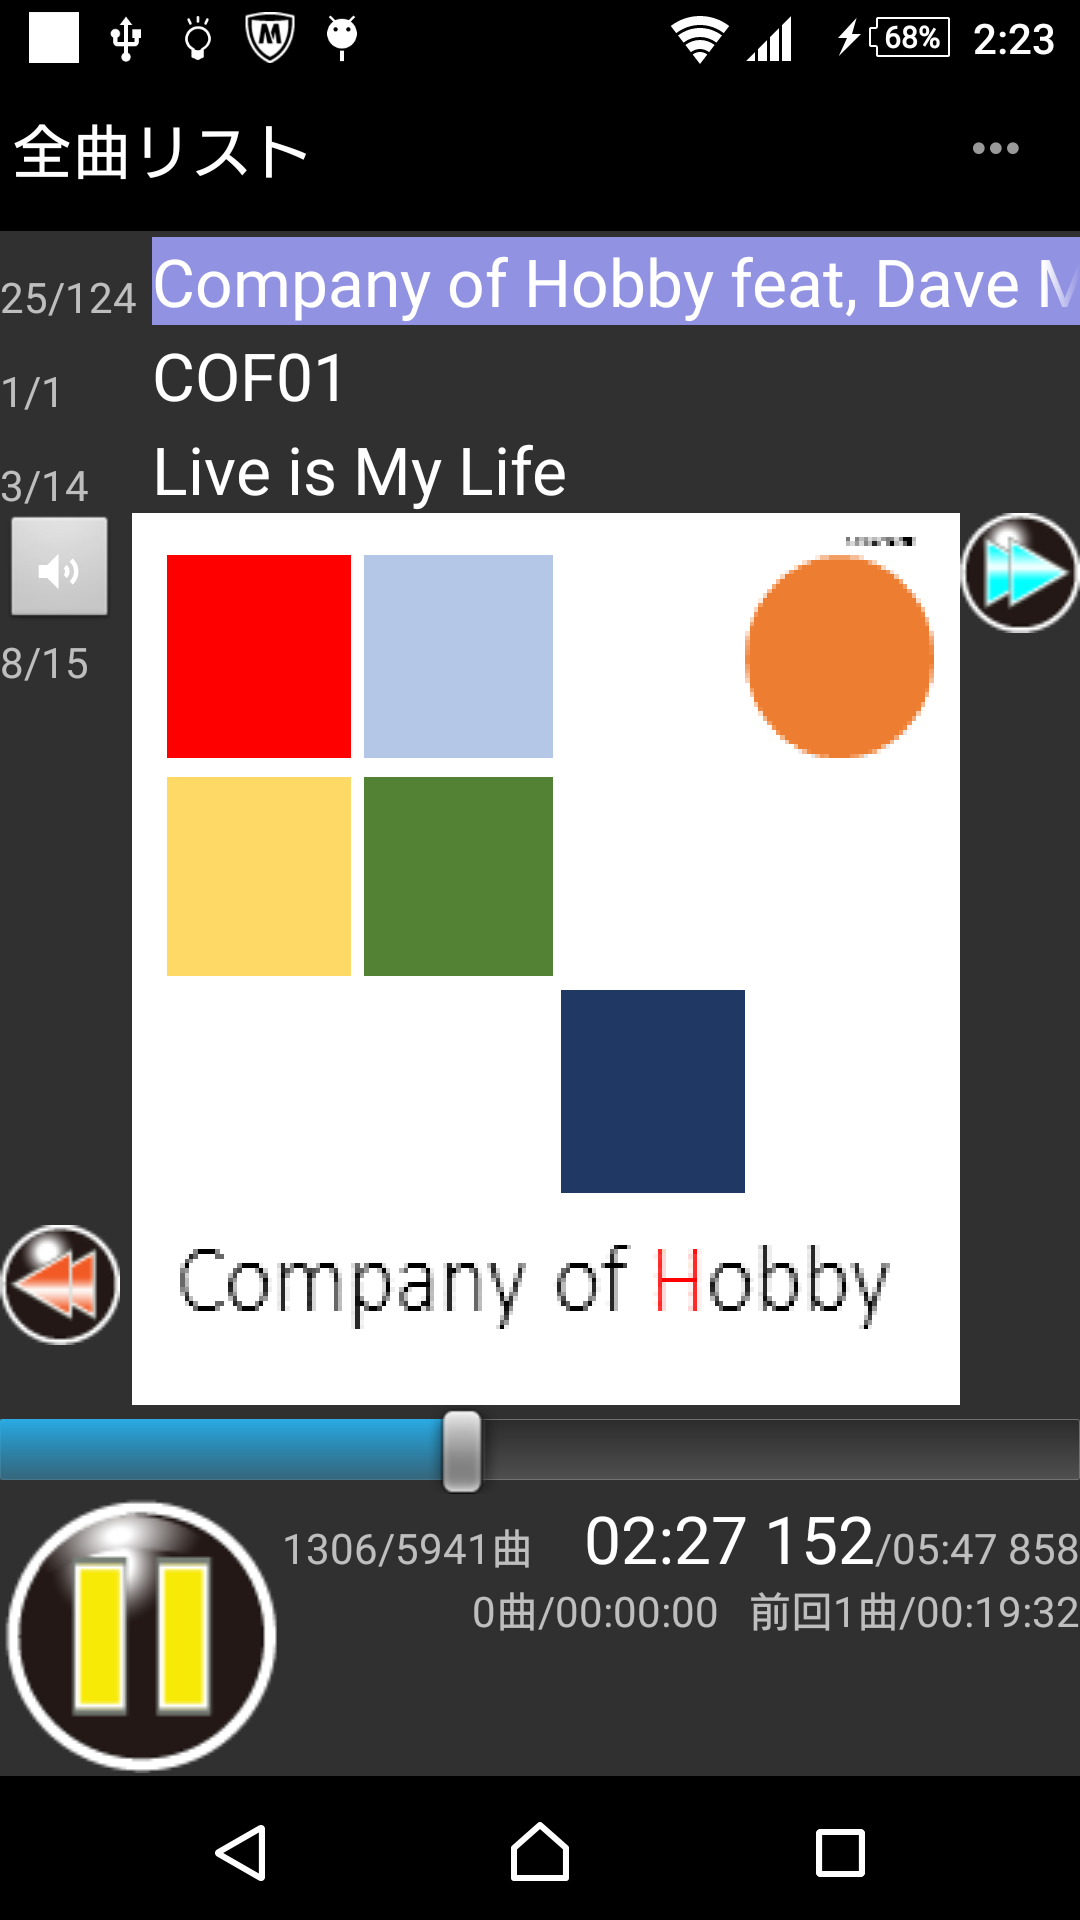 68% 2:23
全曲リスト
25/124 Company of Hobby feat, Dave
1/1 COF01
3/14 Live is My Life
8/15
Company of Hobby
1306/5941曲 02:27 152/05:47 858
0曲/00:00:00 前回1曲/00:19:32